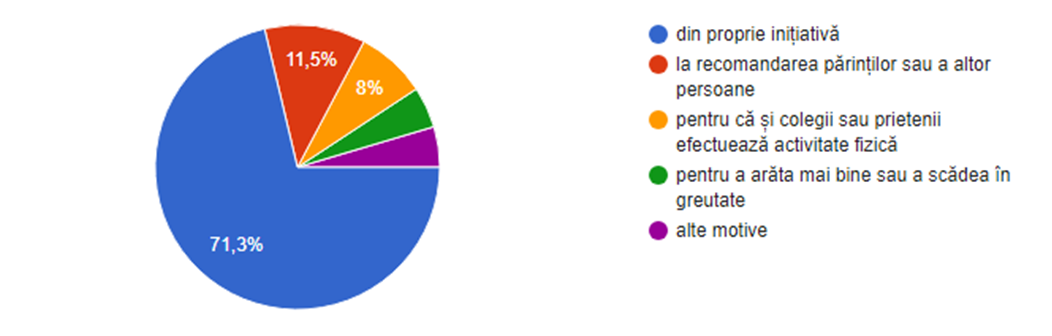 11,5%
8%
71,3%
din proprie inițiativă
la recomandarea părinților sau a altor
persoane
pentru că și colegii sau prietenii
efectuează activitate fizică
pentru a arăta mai bine sau a scădea în
greutate
alte motive